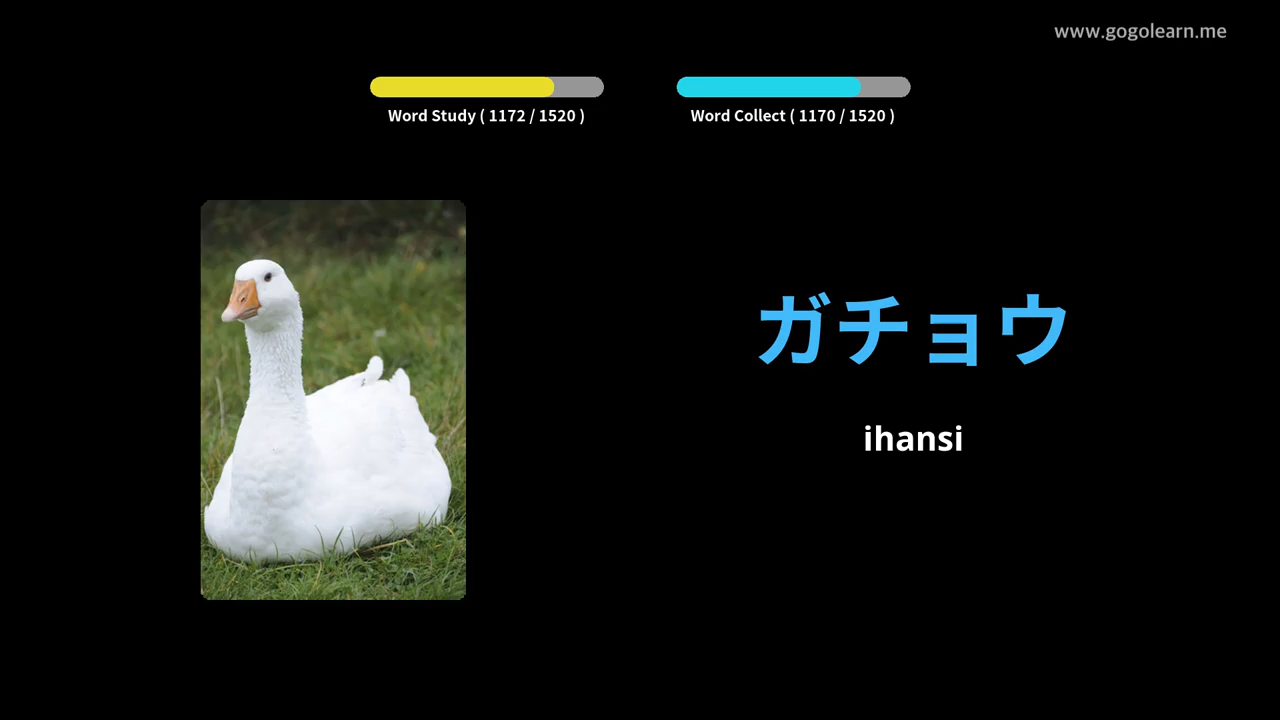 www.gogolearn.me
Word Study ( 1172 / 1520 )
Word Collect ( 1170 / 1520 )
ガチョウ
ihansi